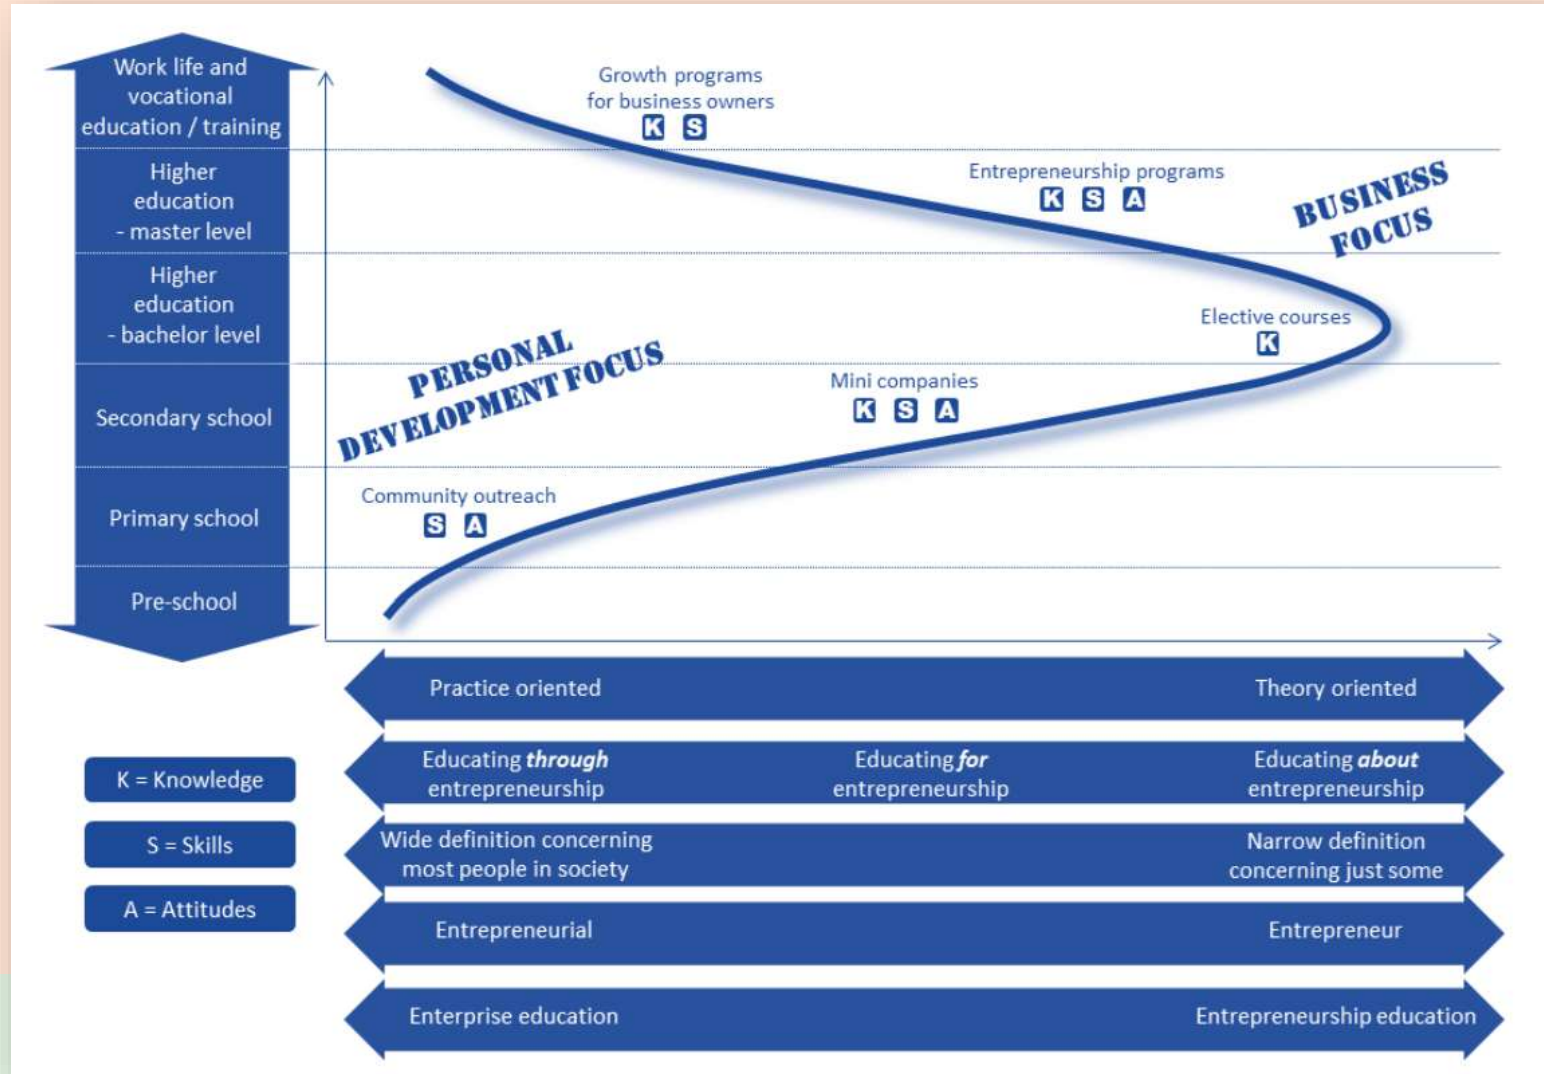 Work life and
vocational
education / training
Higher
education
- master level
Higher
education
- bachelor level
Secondary school
Primary school
Pre-school
Growth programs
for business owners
K S
Entrepreneurship programs
K S A
BUSINESS
FOCUS
Elective courses
K
PERSONAL
DEVELOPMENT FOCUS
Mini companies
K S A
Community outreach
S A
Practice oriented
Theory oriented
Educating through
entrepreneurship
Educating for
entrepreneurship
Educating about
entrepreneurship
Wide definition concerning
most people in society
Narrow definition
concerning just some
Entrepreneurial
Entrepreneur
Enterprise education
Entrepreneurship education
K = Knowledge
S = Skills
A = Attitudes